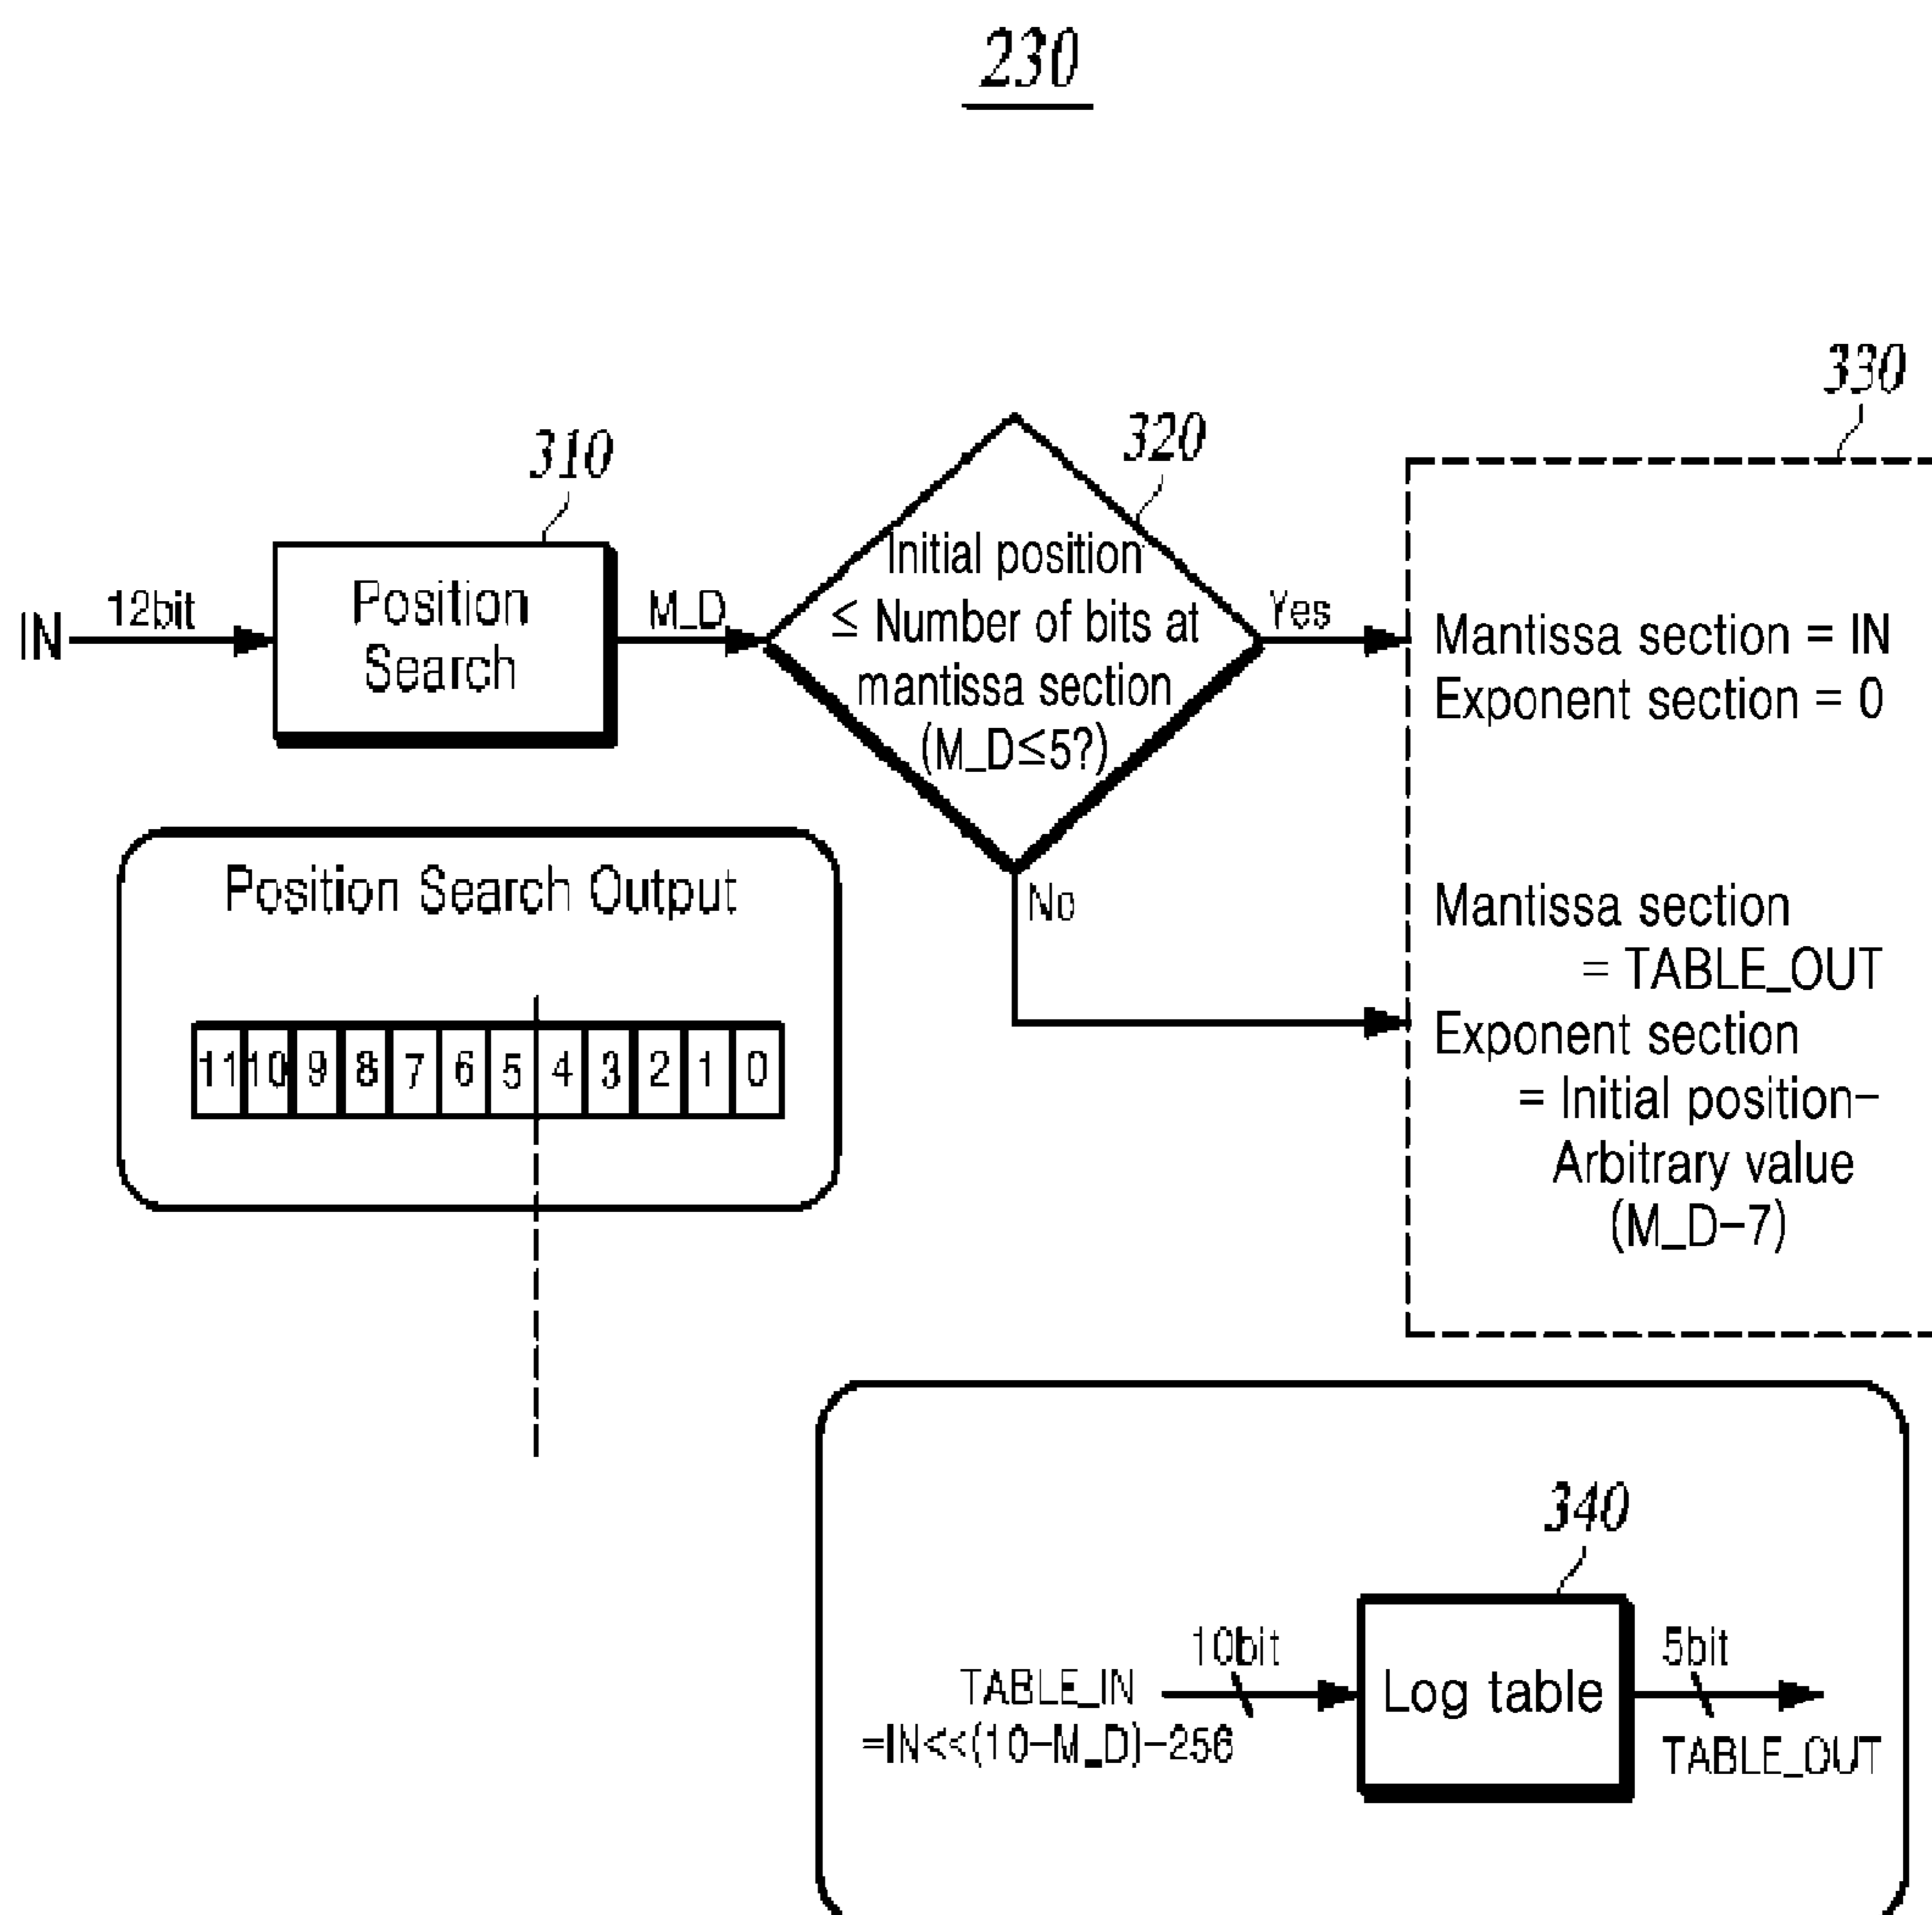 230
330
310
320
IN
12bit
Position
Search
M_D
Initial position
≤ Number of bits at
mantissa section
(M_D≤5?)
Yes
No
Mantissa section = IN
Exponent section = 0
Mantissa section
= TABLE_OUT
Exponent section
= Initial position-
Arbitrary value
(M_D-7)
Position Search Output
11 10 9 8 7 6 5 4 3 2 1 0
340
TABLE_IN
=IN<<(10-M_D)-256
10bit
Log table
5bit
TABLE_OUT